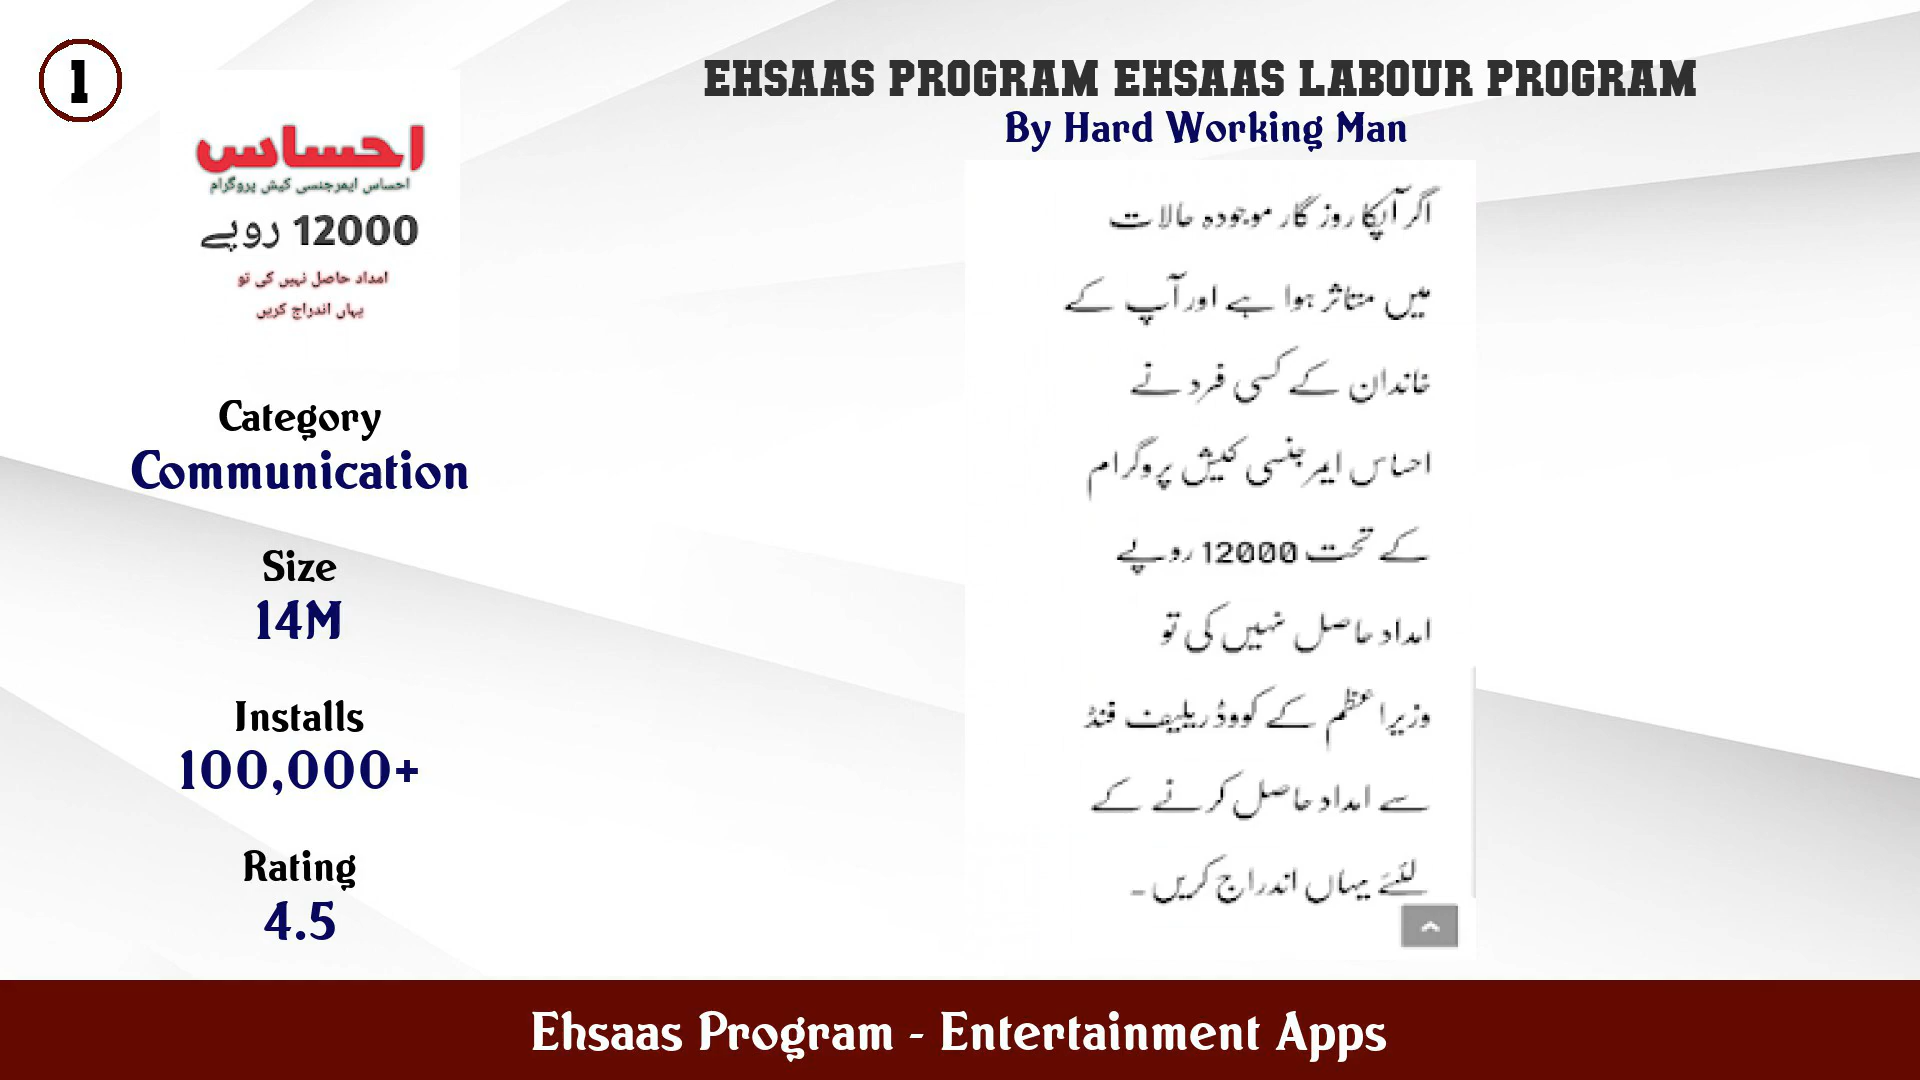 1
احساس
احساس ایمرجنسی کیش پروگرام
12000 روپے
امداد حاصل نہیں کی تو
یہاں اندراج کریں
Category
Communication
Size
14M
Installs
100,000+
Rating
4.5
EHSAAS PROGRAM EHSAAS LABOUR PROGRAM
By Hard Working Man
اگر آپکا روزگار موجودہ حالات
میں متاثر ہوا ہے اور آپ کے
خاندان کے کسی فرد نے
احساس ایمرجنسی کیش پروگرام
کے تحت 12000 روپے
امداد حاصل نہیں کی تو
وزیراعظم کے کووڈ ریلیف فنڈ
سے امداد حاصل کرنے کے
لئے یہاں اندراج کریں۔
Ehsaas Program - Entertainment Apps